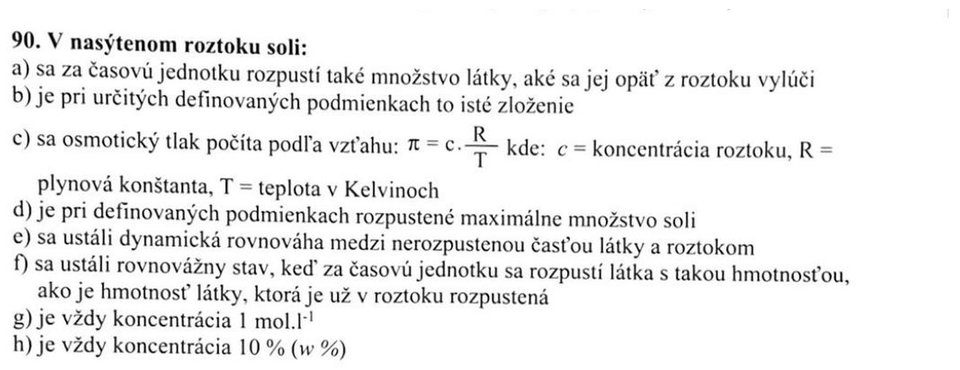 90. V nasýtenom roztoku soli:
a) sa za časovú jednotku rozpustí také množstvo látky, aké sa jej opäť z roztoku vylúči
b) je pri určitých definovaných podmienkach to isté zloženie
c) sa osmotický tlak počíta podľa vzťahu: π = c. R/T kde: c = koncentrácia roztoku, R =
plynová konštanta, T = teplota v Kelvinoch
d) je pri definovaných podmienkach rozpustené maximálne množstvo soli
e) sa ustáli dynamická rovnováha medzi nerozpustenou časťou látky a roztokom
f) sa ustáli rovnovážny stav, keď za časovú jednotku sa rozpustí látka s takou hmotnosťou,
ako je hmotnosť látky, ktorá je už v roztoku rozpustená
g) je vždy koncentrácia 1 mol.l⁻¹
h) je vždy koncentrácia 10 % (w %)